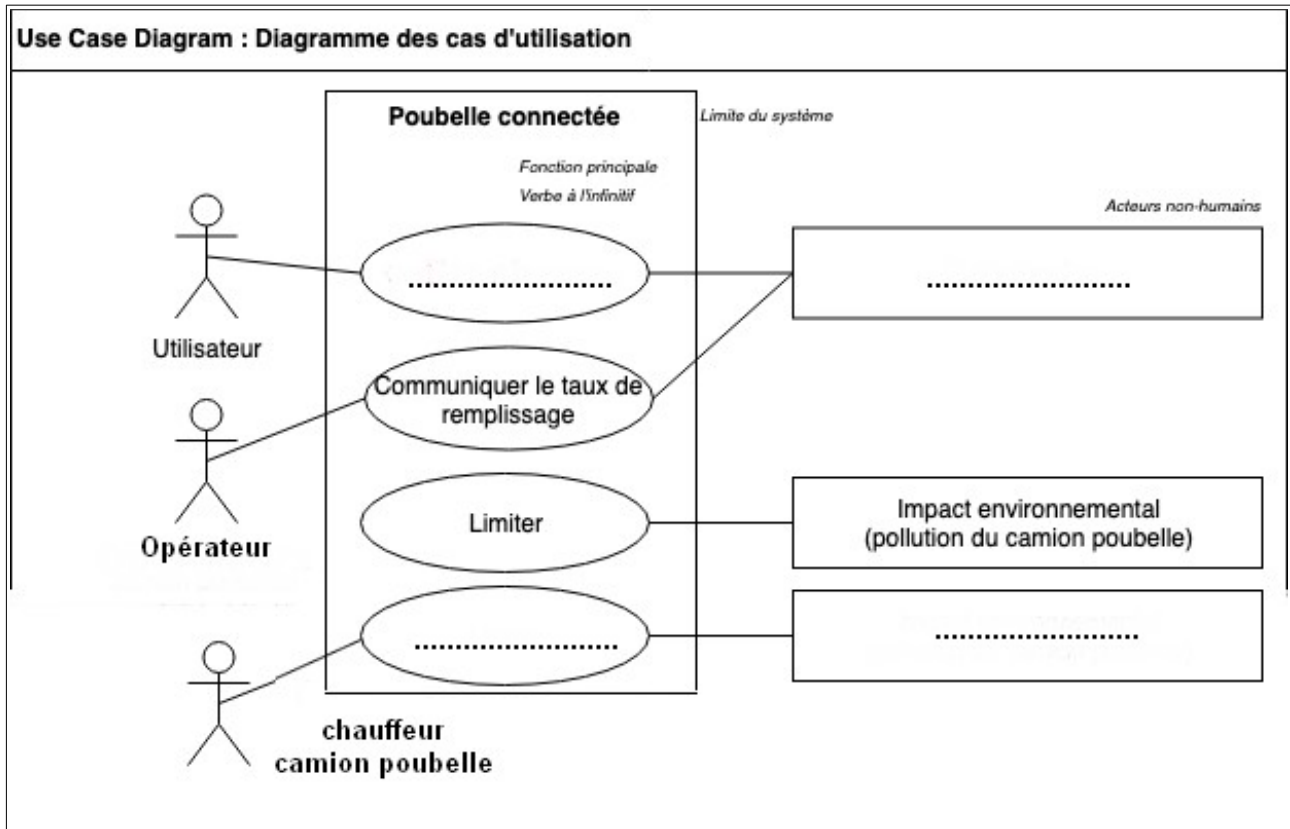 Use Case Diagram : Diagramme des cas d'utilisation
Poubelle connectée
Limite du système
Fonction principale
Verbe à l'infinitif
Acteurs non-humains
.........................
.........................
Utilisateur
Communiquer le taux de
remplissage
Opérateur
Limiter
Impact environnemental
(pollution du camion poubelle)
.........................
.........................
chauffeur
camion poubelle